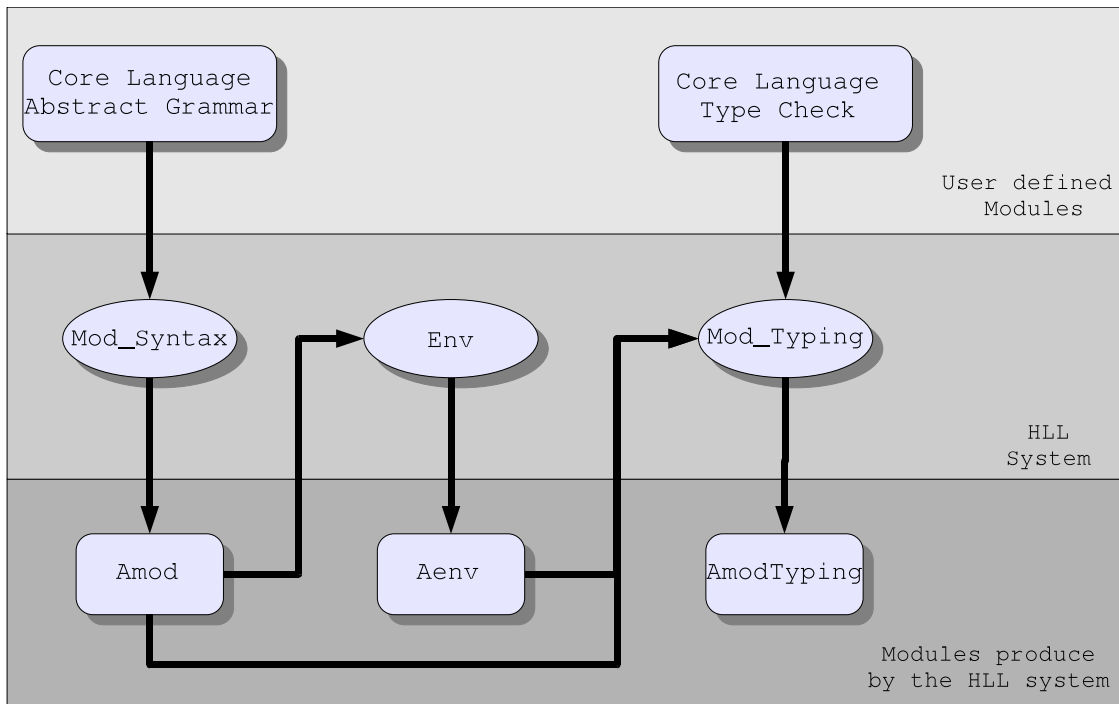 Core Language
Abstract Grammar
Core Language
Type Check
User defined
Modules
Mod_Syntax
Env
Mod_Typing
HLL
System
Amod
Aenv
AmodTyping
Modules produce
by the HLL system